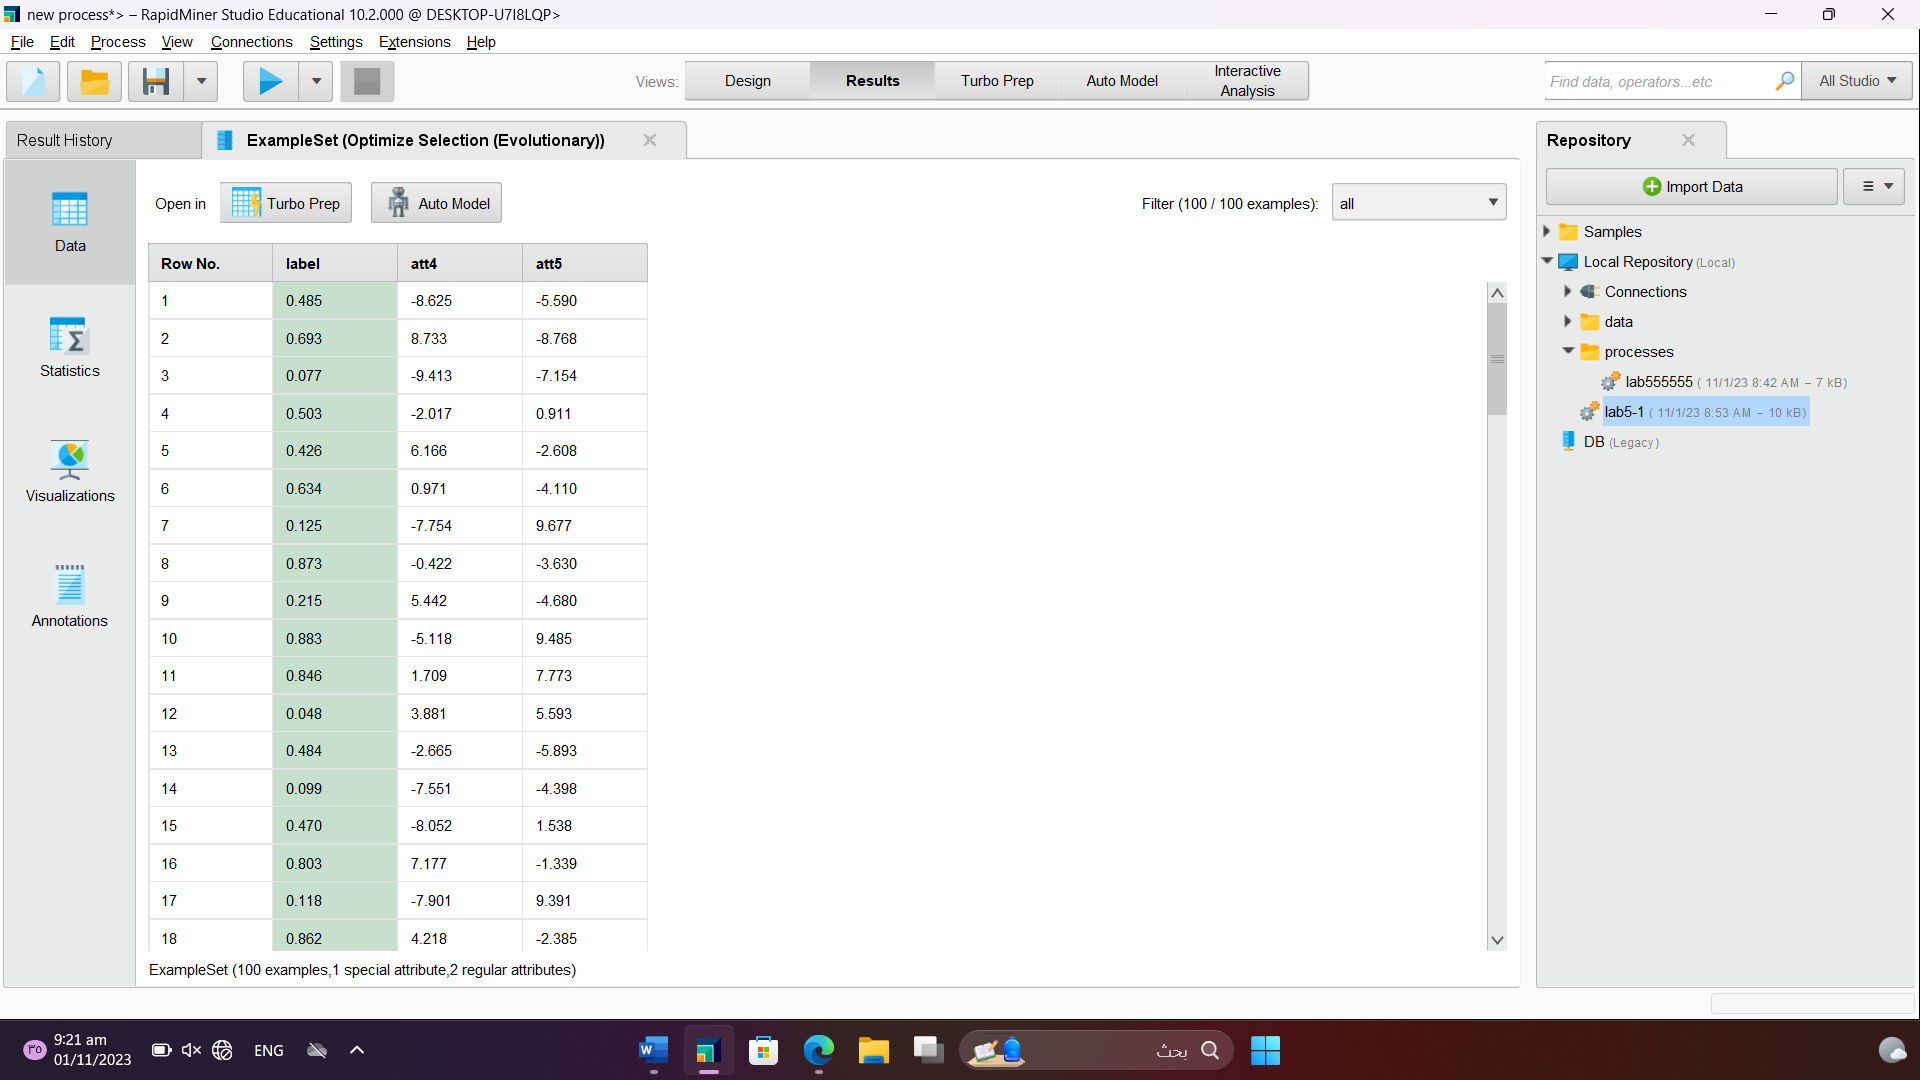 new process*> – RapidMiner Studio Educational 10.2.000 @ DESKTOP-U7I8LQP>
File Edit Process View Connections Settings Extensions Help
Views: Design Results Turbo Prep Auto Model Interactive Analysis
Find data, operators...etc All Studio
Result History
ExampleSet (Optimize Selection (Evolutionary))
Data
Statistics
Visualizations
Annotations
Open in Turbo Prep Auto Model
Filter (100 / 100 examples): all
Row No. label att4 att5
1 0.485 -8.625 -5.590
2 0.693 8.733 -8.768
3 0.077 -9.413 -7.154
4 0.503 -2.017 0.911
5 0.426 6.166 -2.608
6 0.634 0.971 -4.110
7 0.125 -7.754 9.677
8 0.873 -0.422 -3.630
9 0.215 5.442 -4.680
10 0.883 -5.118 9.485
11 0.846 1.709 7.773
12 0.048 3.881 5.593
13 0.484 -2.665 -5.893
14 0.099 -7.551 -4.398
15 0.470 -8.052 1.538
16 0.803 7.177 -1.339
17 0.118 -7.901 9.391
18 0.862 4.218 -2.385
ExampleSet (100 examples,1 special attribute,2 regular attributes)
Repository
Import Data
Samples
Local Repository (Local)
Connections
data
processes
lab555555 ( 11/1/23 8:42 AM – 7 kB)
lab5-1 ( 11/1/23 8:53 AM – 10 kB)
DB (Legacy)
٣٥
9:21 am
01/11/2023
ENG
بحث